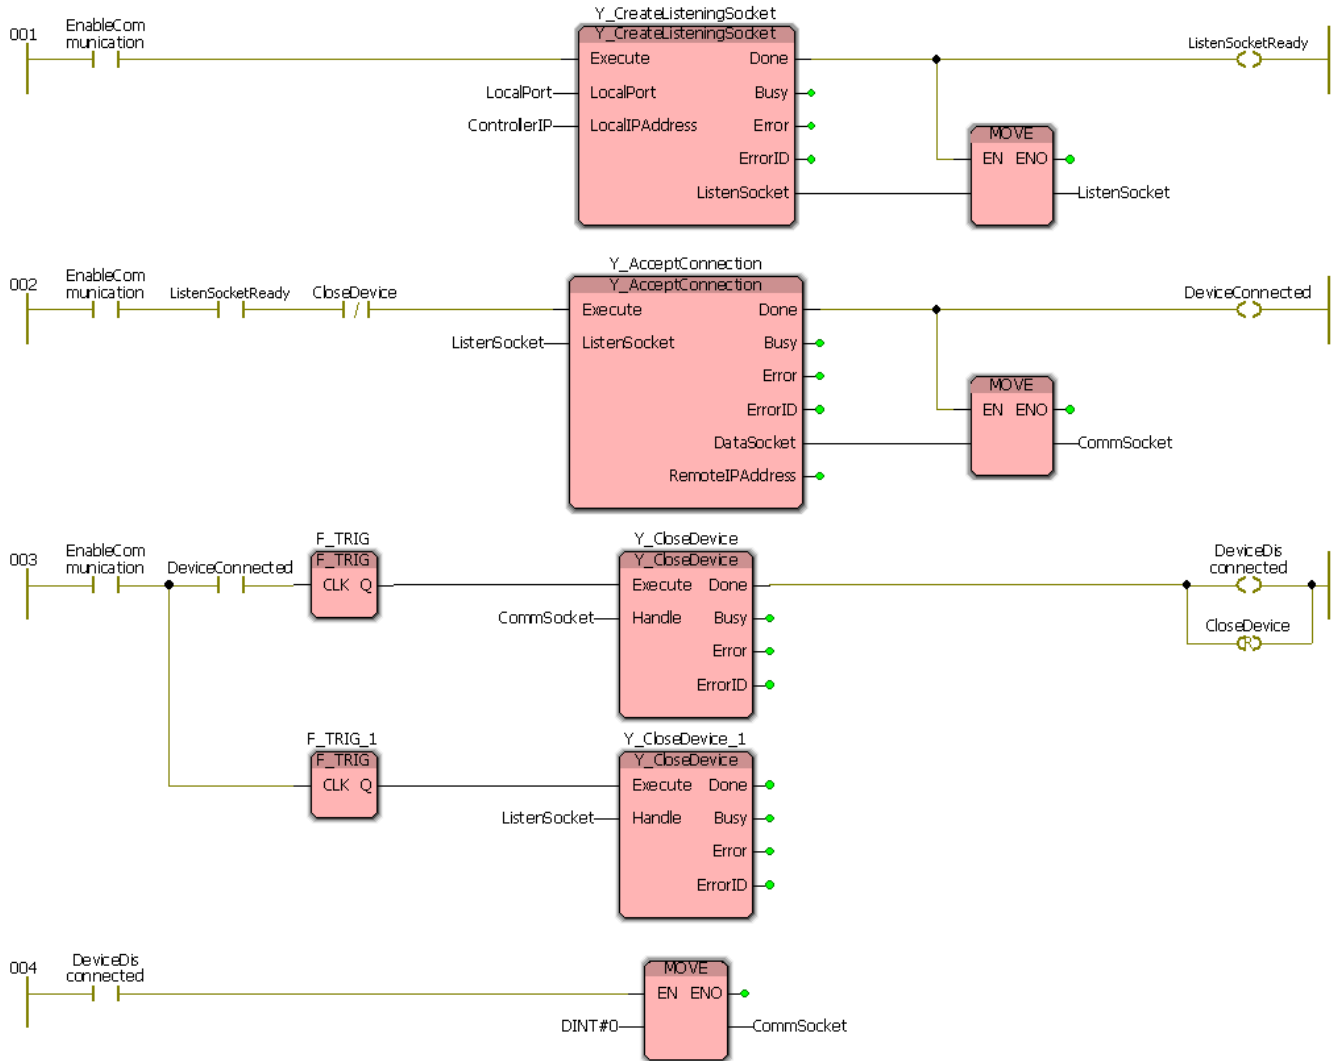 001
EnableCom
munication
Y_CreateListeningSocket
Y_CreateListeningSocket
Execute Done
LocalPort LocalPort Busy
ControllerIP LocalIPAddress Error
ErrorID
ListenSocket
ListenSocketReady
MOVE
EN ENO
ListenSocket
002
EnableCom
munication
ListenSocketReady
CloseDevice
Y_AcceptConnection
Y_AcceptConnection
Execute Done
ListenSocket ListenSocket Busy
Error
ErrorID
DataSocket
RemoteIPAddress
DeviceConnected
MOVE
EN ENO
CommSocket
003
EnableCom
munication
DeviceConnected
F_TRIG
F_TRIG
CLK Q
Y_CloseDevice
Y_CloseDevice
Execute Done
CommSocket Handle Busy
Error
ErrorID
DeviceDis
connected
CloseDevice
R
F_TRIG_1
F_TRIG
CLK Q
Y_CloseDevice_1
Y_CloseDevice
Execute Done
ListenSocket Handle Busy
Error
ErrorID
004
DeviceDis
connected
MOVE
EN ENO
DINT#0
CommSocket